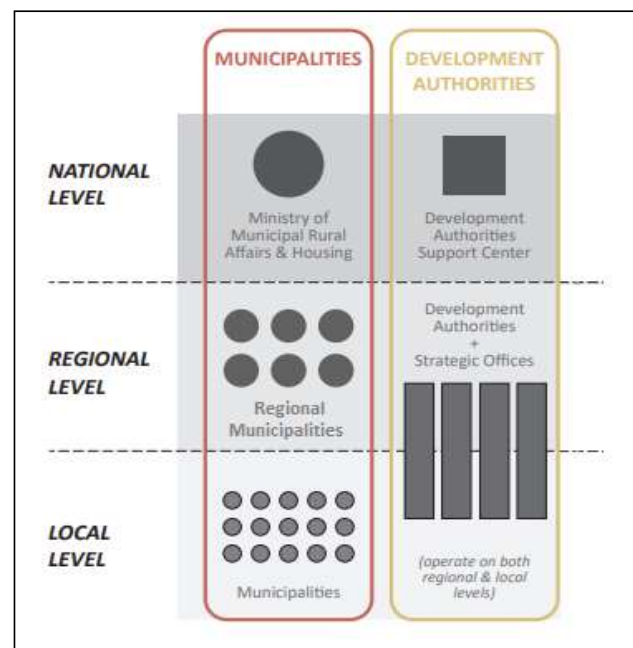 MUNICIPALITIES
DEVELOPMENT
AUTHORITIES
NATIONAL
LEVEL
Ministry of
Municipal Rural
Affairs & Housing
Development
Authorities
Support Center
REGIONAL
LEVEL
Regional
Municipalities
Development
Authorities
+
Strategic Offices
LOCAL
LEVEL
Municipalities
(operate on both
regional & local
levels)